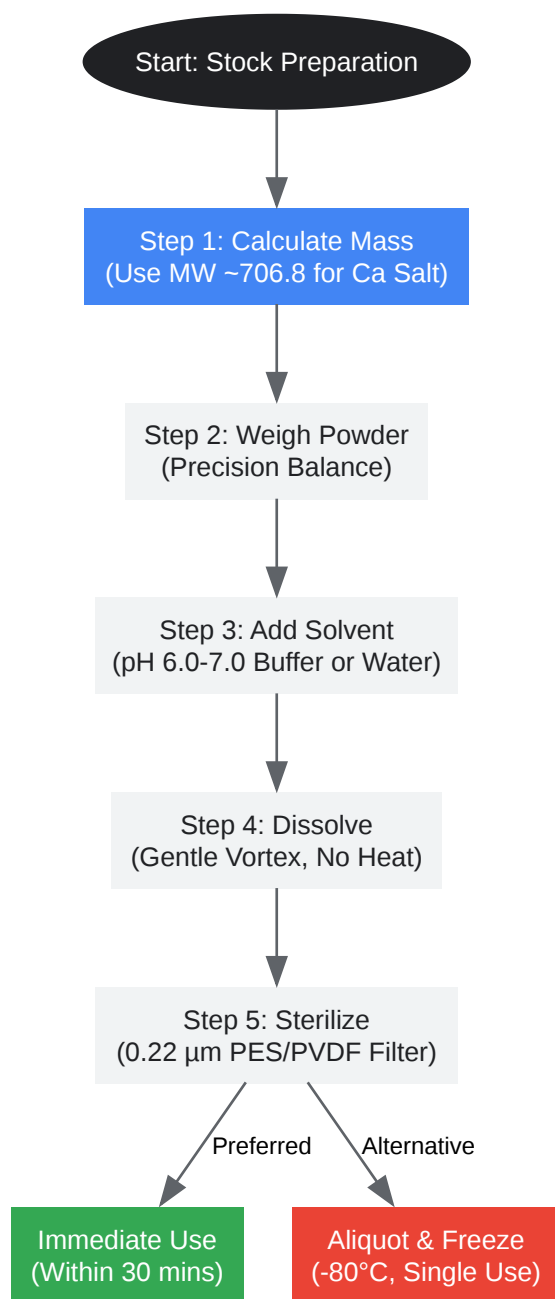 Start: Stock Preparation
Step 1: Calculate Mass
(Use MW ~706.8 for Ca Salt)
Step 2: Weigh Powder
(Precision Balance)
Step 3: Add Solvent
(pH 6.0-7.0 Buffer or Water)
Step 4: Dissolve
(Gentle Vortex, No Heat)
Step 5: Sterilize
(0.22 µm PES/PVDF Filter)
Preferred
Alternative
Immediate Use
(Within 30 mins)
Aliquot & Freeze
(-80°C, Single Use)